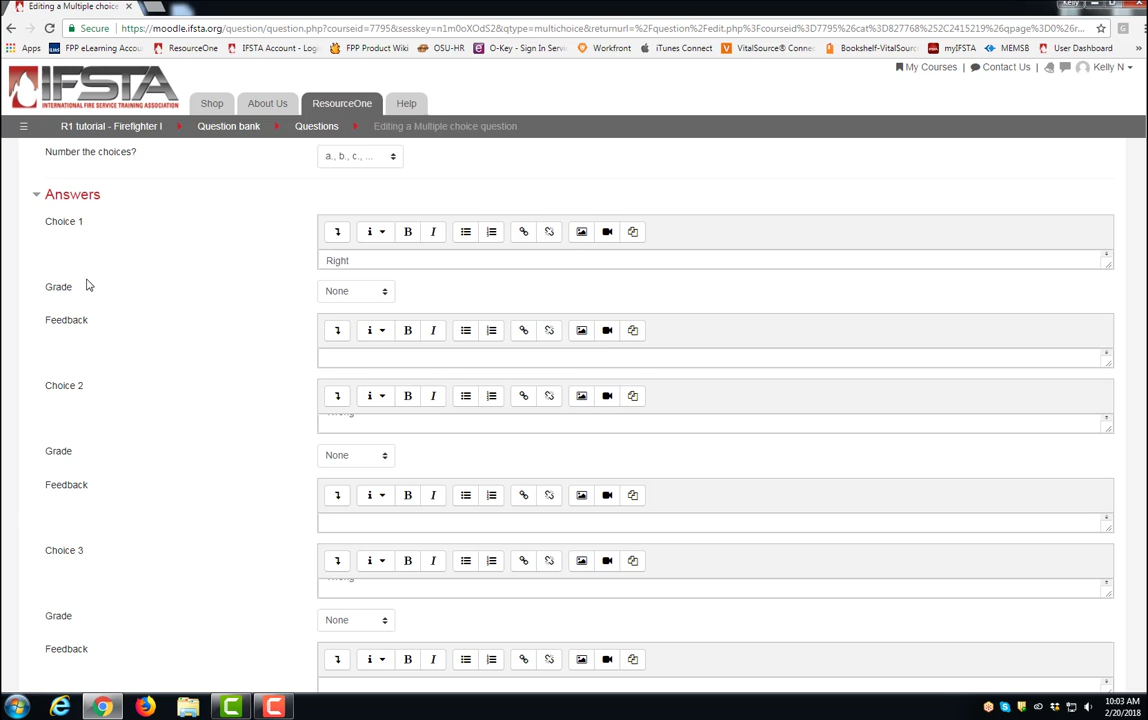 Editing a Multiple choice
Kelly
Secure
https://moodle.ifsta.org/question/question.php?courseid=7795&sesskey=n1m0oXOdS2&qtype=multichoice&returnurl=%2Fquestion%2Fedit.php%3Fcourseid%3D7795%26cat%3D827768%252C2415219%26qpage%3D0%26r...
Apps
FPP eLearning Accou
ResourceOne
IFSTA Account - Logi
FPP Product Wiki
OSU-HR
O-Key - Sign In Servi
Workfront
iTunes Connect
VitalSource® Conne
Bookshelf-VitalSourc
myIFSTA
MEMSB
User Dashboard
IFSTA
INTERNATIONAL FIRE SERVICE TRAINING ASSOCIATION
Shop
About Us
ResourceOne
Help
My Courses | Contact Us | Kelly N
R1 tutorial - Firefighter I
Question bank
Questions
Editing a Multiple choice question
Number the choices?
a., b., c., ...
Answers
Choice 1
i B I
Right
Grade
None
Feedback
i B I
Choice 2
i B I
Grade
None
Feedback
i B I
Choice 3
i B I
Grade
None
Feedback
i B I
10:03 AM
2/20/2018